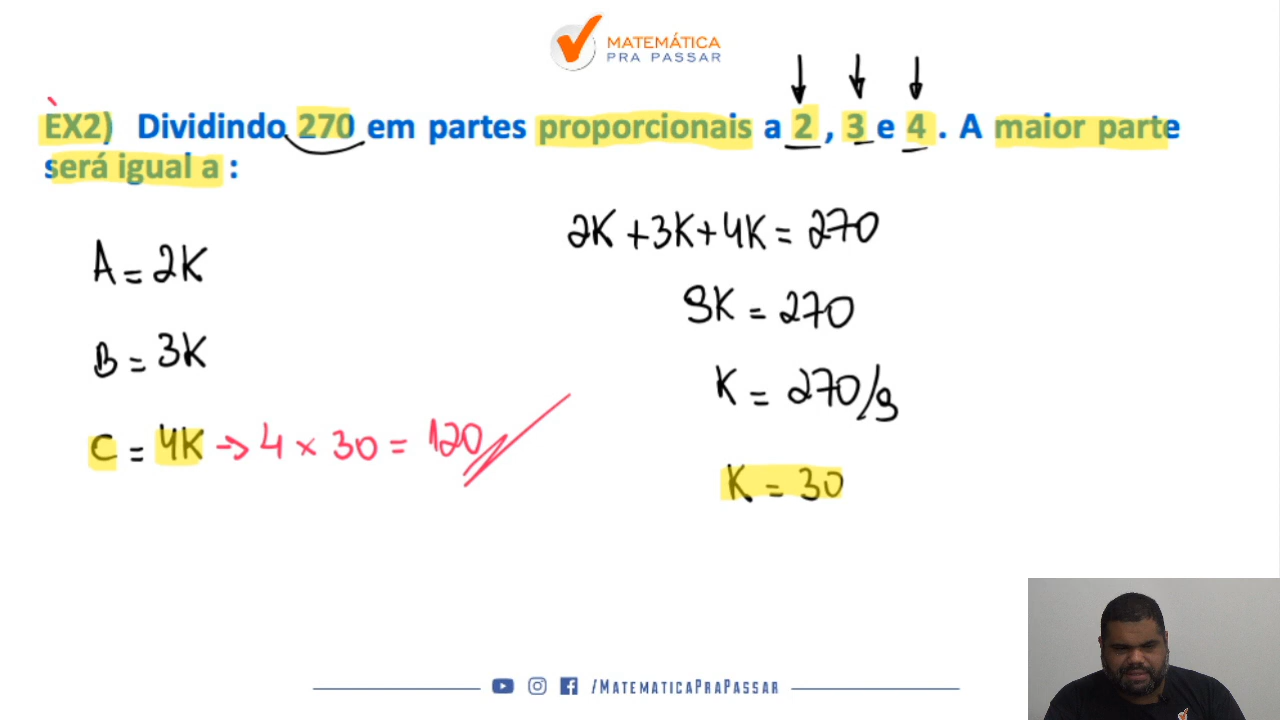 MATEMÁTICA
PRA PASSAR
EX2) Dividindo 270 em partes proporcionais a 2 , 3 e 4 . A maior parte
será igual a :
A = 2K
B = 3K
C = 4K → 4 × 30 = 120
2K + 3K + 4K = 270
9K = 270
K = 270/9
K = 30
/MATEMATICAPRAPASSAR